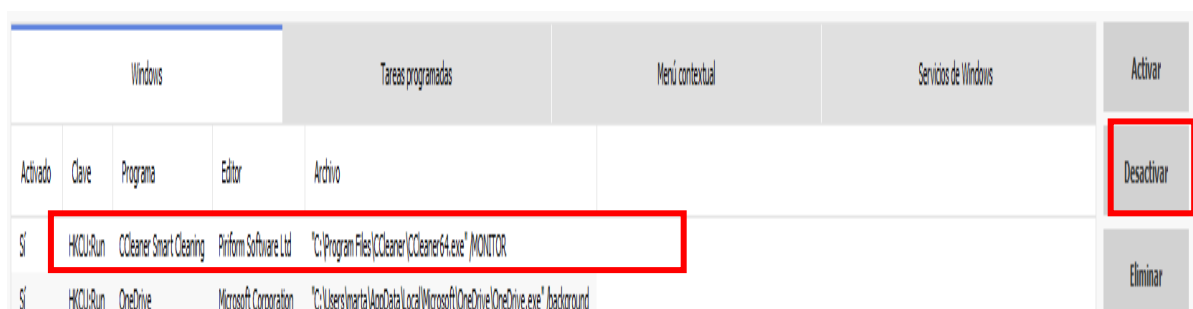 Windows Tareas programadas Menú contextual Servicios de Windows Activar
Activado Clave Programa Editor Archivo Desactivar
Sí HKCU:Run CCleaner Smart Cleaning Piriform Software Ltd "C:\Program Files\CCleaner\CCleaner64.exe" /MONITOR
Eliminar
Sí HKCU:Run OneDrive Microsoft Corporation "C:\Users\marta\AppData\Local\Microsoft\OneDrive\OneDrive.exe" /background